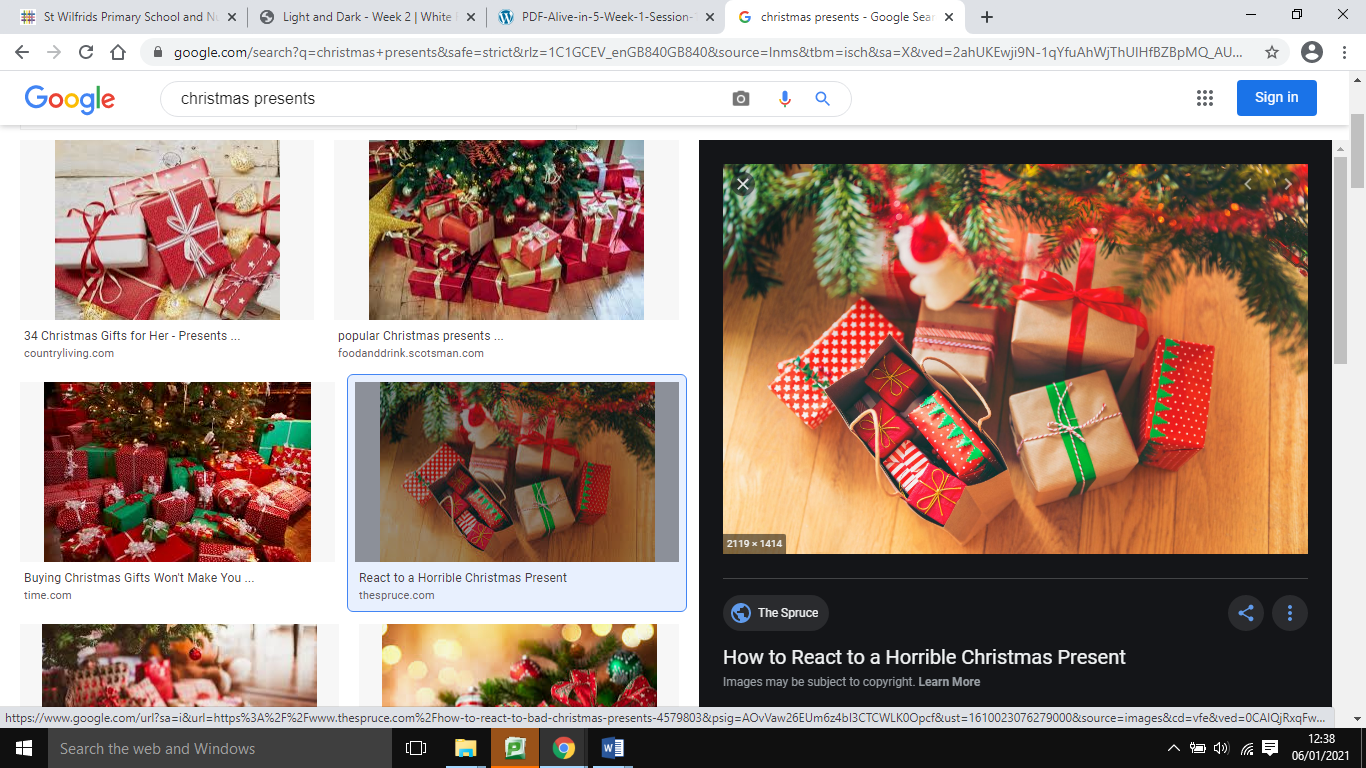 St Wilfrids Primary School and Nu
Light and Dark - Week 2 | White
PDF-Alive-in-5-Week-1-Session-
christmas presents - Google Sear
google.com/search?q=christmas+presents&safe=strict&rlz=1C1GCEV_enGB840GB840&source=lnms&tbm=isch&sa=X&ved=2ahUKEwji9N-1qYfuAhWjThUIHfBZBpMQ_AU...
Google
christmas presents
Sign in
34 Christmas Gifts for Her - Presents ...
countryliving.com
popular Christmas presents ...
foodanddrink.scotsman.com
Buying Christmas Gifts Won't Make You ...
time.com
React to a Horrible Christmas Present
thespruce.com
2119 × 1414
The Spruce
How to React to a Horrible Christmas Present
Images may be subject to copyright. Learn More
https://www.google.com/url?sa=i&url=https%3A%2F%2Fwww.thespruce.com%2Fhow-to-react-to-bad-christmas-presents-4579803&psig=AOvVaw26EUm6z4bI3CTCWLK0Opcf&ust=1610023076279000&source=images&cd=vfe&ved=0CAIQjRxqFw...
Search the web and Windows
12:38
06/01/2021